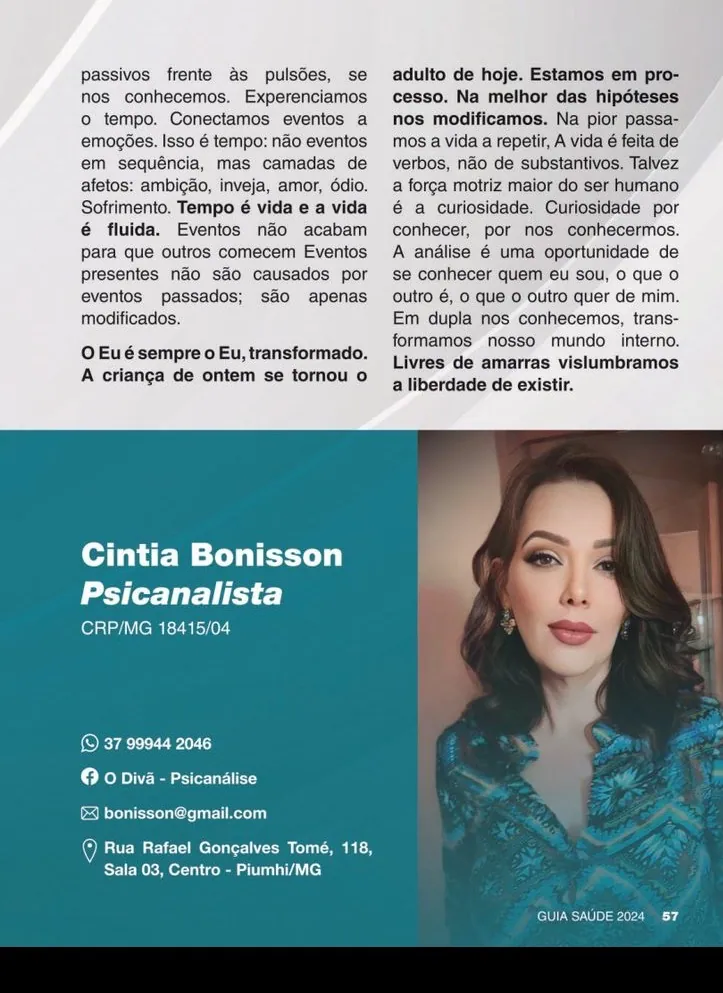 passivos frente às pulsões, se
nos conhecemos. Experenciamos
o tempo. Conectamos eventos a
emoções. Isso é tempo: não eventos
em sequência, mas camadas de
afetos: ambição, inveja, amor, ódio.
Sofrimento. Tempo é vida e a vida
é fluida. Eventos não acabam
para que outros comecem Eventos
presentes não são causados por
eventos passados; são apenas
modificados.
O Eu é sempre o Eu, transformado.
A criança de ontem se tornou o
adulto de hoje. Estamos em pro-
cesso. Na melhor das hipóteses
nos modificamos. Na pior passa-
mos a vida a repetir, A vida é feita de
verbos, não de substantivos. Talvez
a força motriz maior do ser humano
é a curiosidade. Curiosidade por
conhecer, por nos conhecermos.
A análise é uma oportunidade de
se conhecer quem eu sou, o que o
outro é, o que o outro quer de mim.
Em dupla nos conhecemos, trans-
formamos nosso mundo interno.
Livres de amarras vislumbramos
a liberdade de existir.
Cintia Bonisson
Psicanalista
CRP/MG 18415/04
37 99944 2046
O Divã - Psicanálise
bonisson@gmail.com
Rua Rafael Gonçalves Tomé, 118,
Sala 03, Centro - Piumhi/MG
GUIA SAÚDE 2024 57